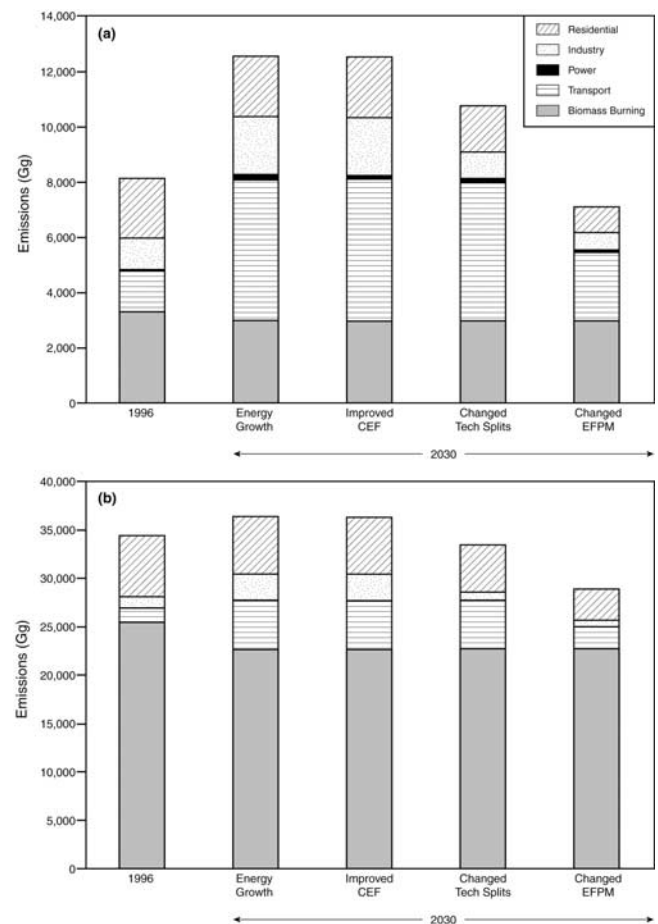 14,000
(a)
Residential
Industry
Power
Transport
Biomass Burning
12,000
10,000
8,000
6,000
4,000
2,000
0
Emissions (Gg)
1996
Energy
Growth
Improved
CEF
Changed
Tech Splits
Changed
EFPM
2030
40,000
(b)
35,000
30,000
25,000
20,000
15,000
10,000
5,000
0
Emissions (Gg)
1996
Energy
Growth
Improved
CEF
Changed
Tech Splits
Changed
EFPM
2030